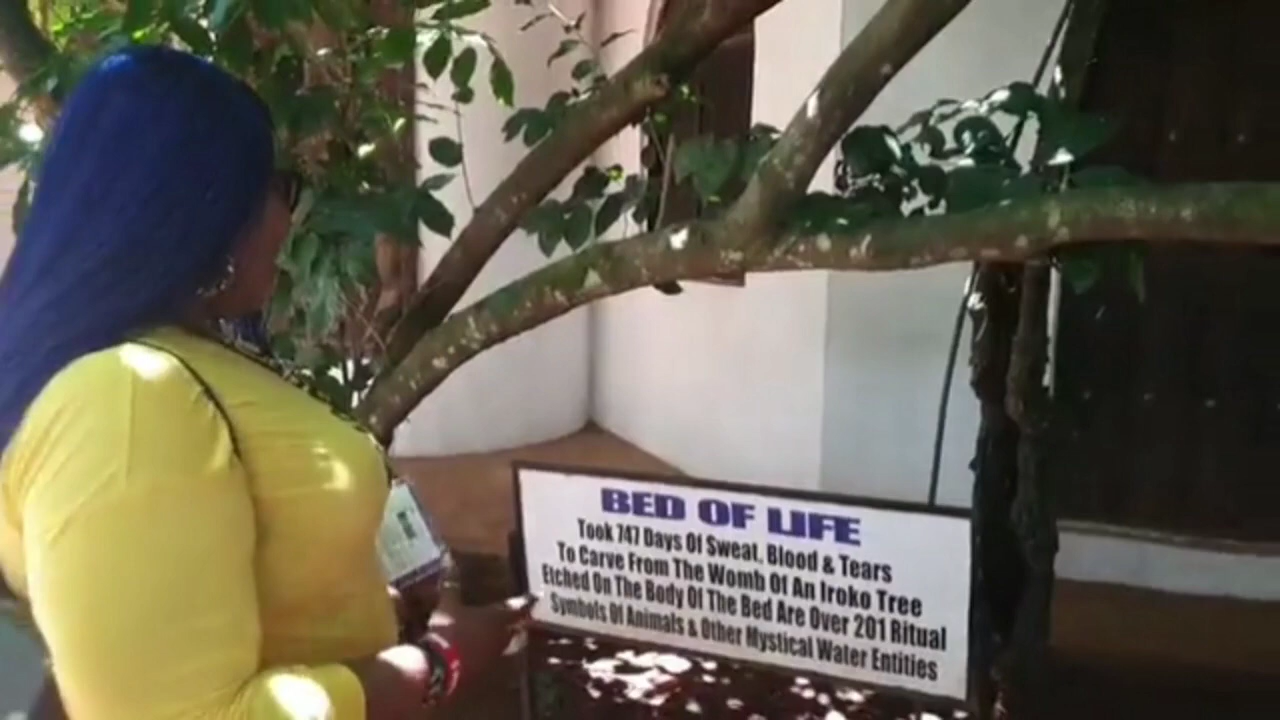 BED OF LIFE
Took 747 Days Of Sweat, Blood & Tears
To Carve From The Womb Of An Iroko Tree
Etched On The Body Of The Bed Are Over 201 Ritual
Symbols Of Animals & Other Mystical Water Entities